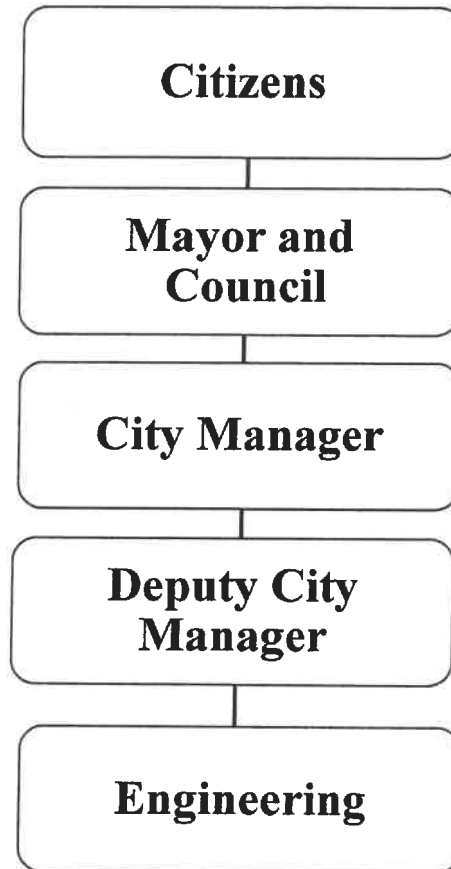 Citizens
Mayor and
Council
City Manager
Deputy City
Manager
Engineering